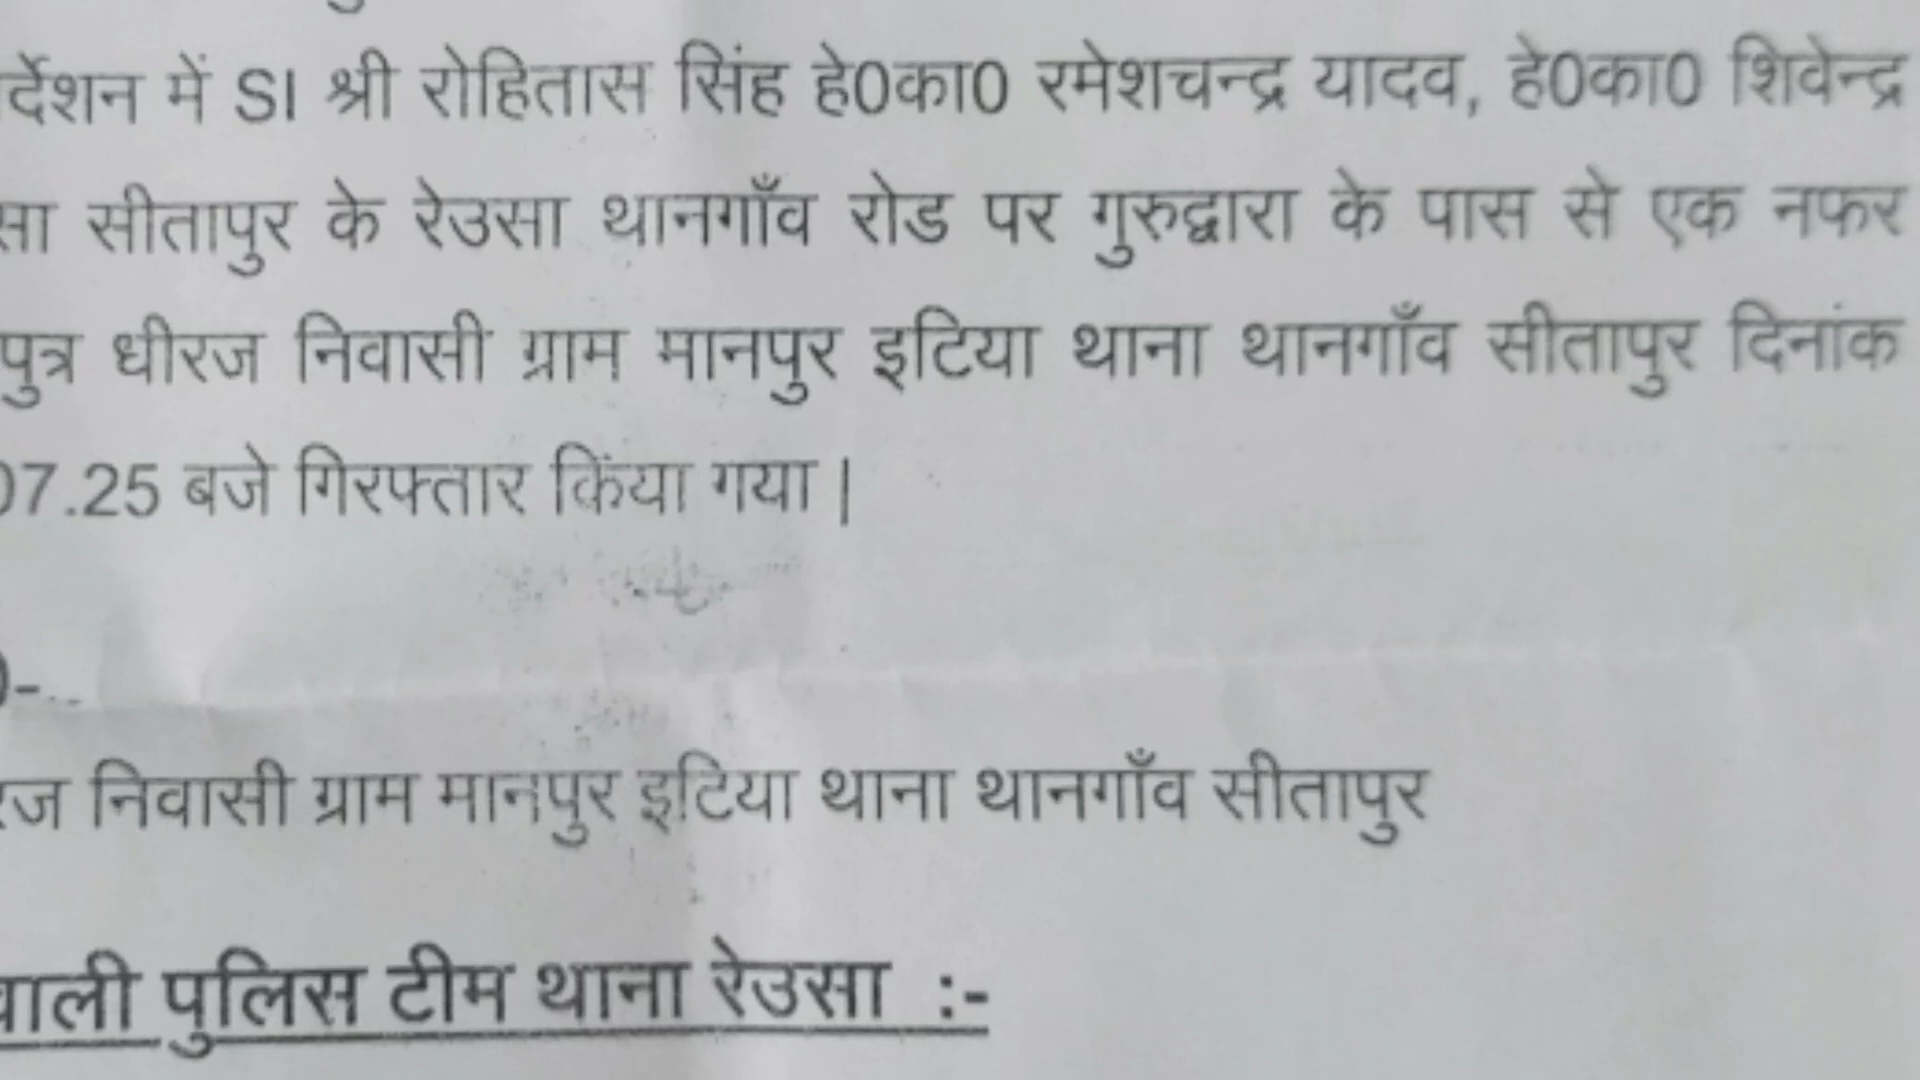 र्देशन में SI श्री रोहितास सिंह हे0का0 रमेशचन्द्र यादव, हे0का0 शिवेन्द्र
सा सीतापुर के रेउसा थानगाँव रोड पर गुरुद्वारा के पास से एक नफर
पुत्र धीरज निवासी ग्राम मानपुर इटिया थाना थानगाँव सीतापुर दिनांक
07.25 बजे गिरफ्तार किंया गया |
रज निवासी ग्राम मानपुर इटिया थाना थानगाँव सीतापुर
वाली पुलिस टीम थाना रेउसा :-